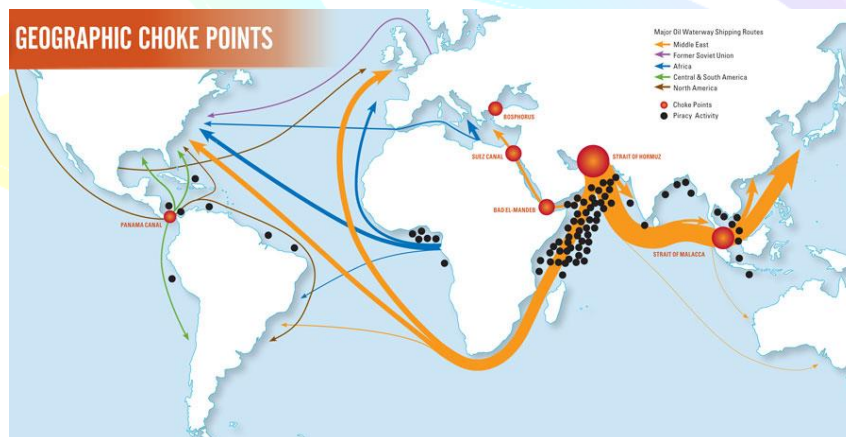 GEOGRAPHIC CHOKE POINTS
Major Oil Waterway Shipping Routes
Middle East
Former Soviet Union
Africa
Central & South America
North America
Choke Points
Piracy Activity
BOSPHORUS
SUEZ CANAL
STRAIT OF HORMUZ
BAD EL-MANDEB
PANAMA CANAL
STRAIT OF MALACCA